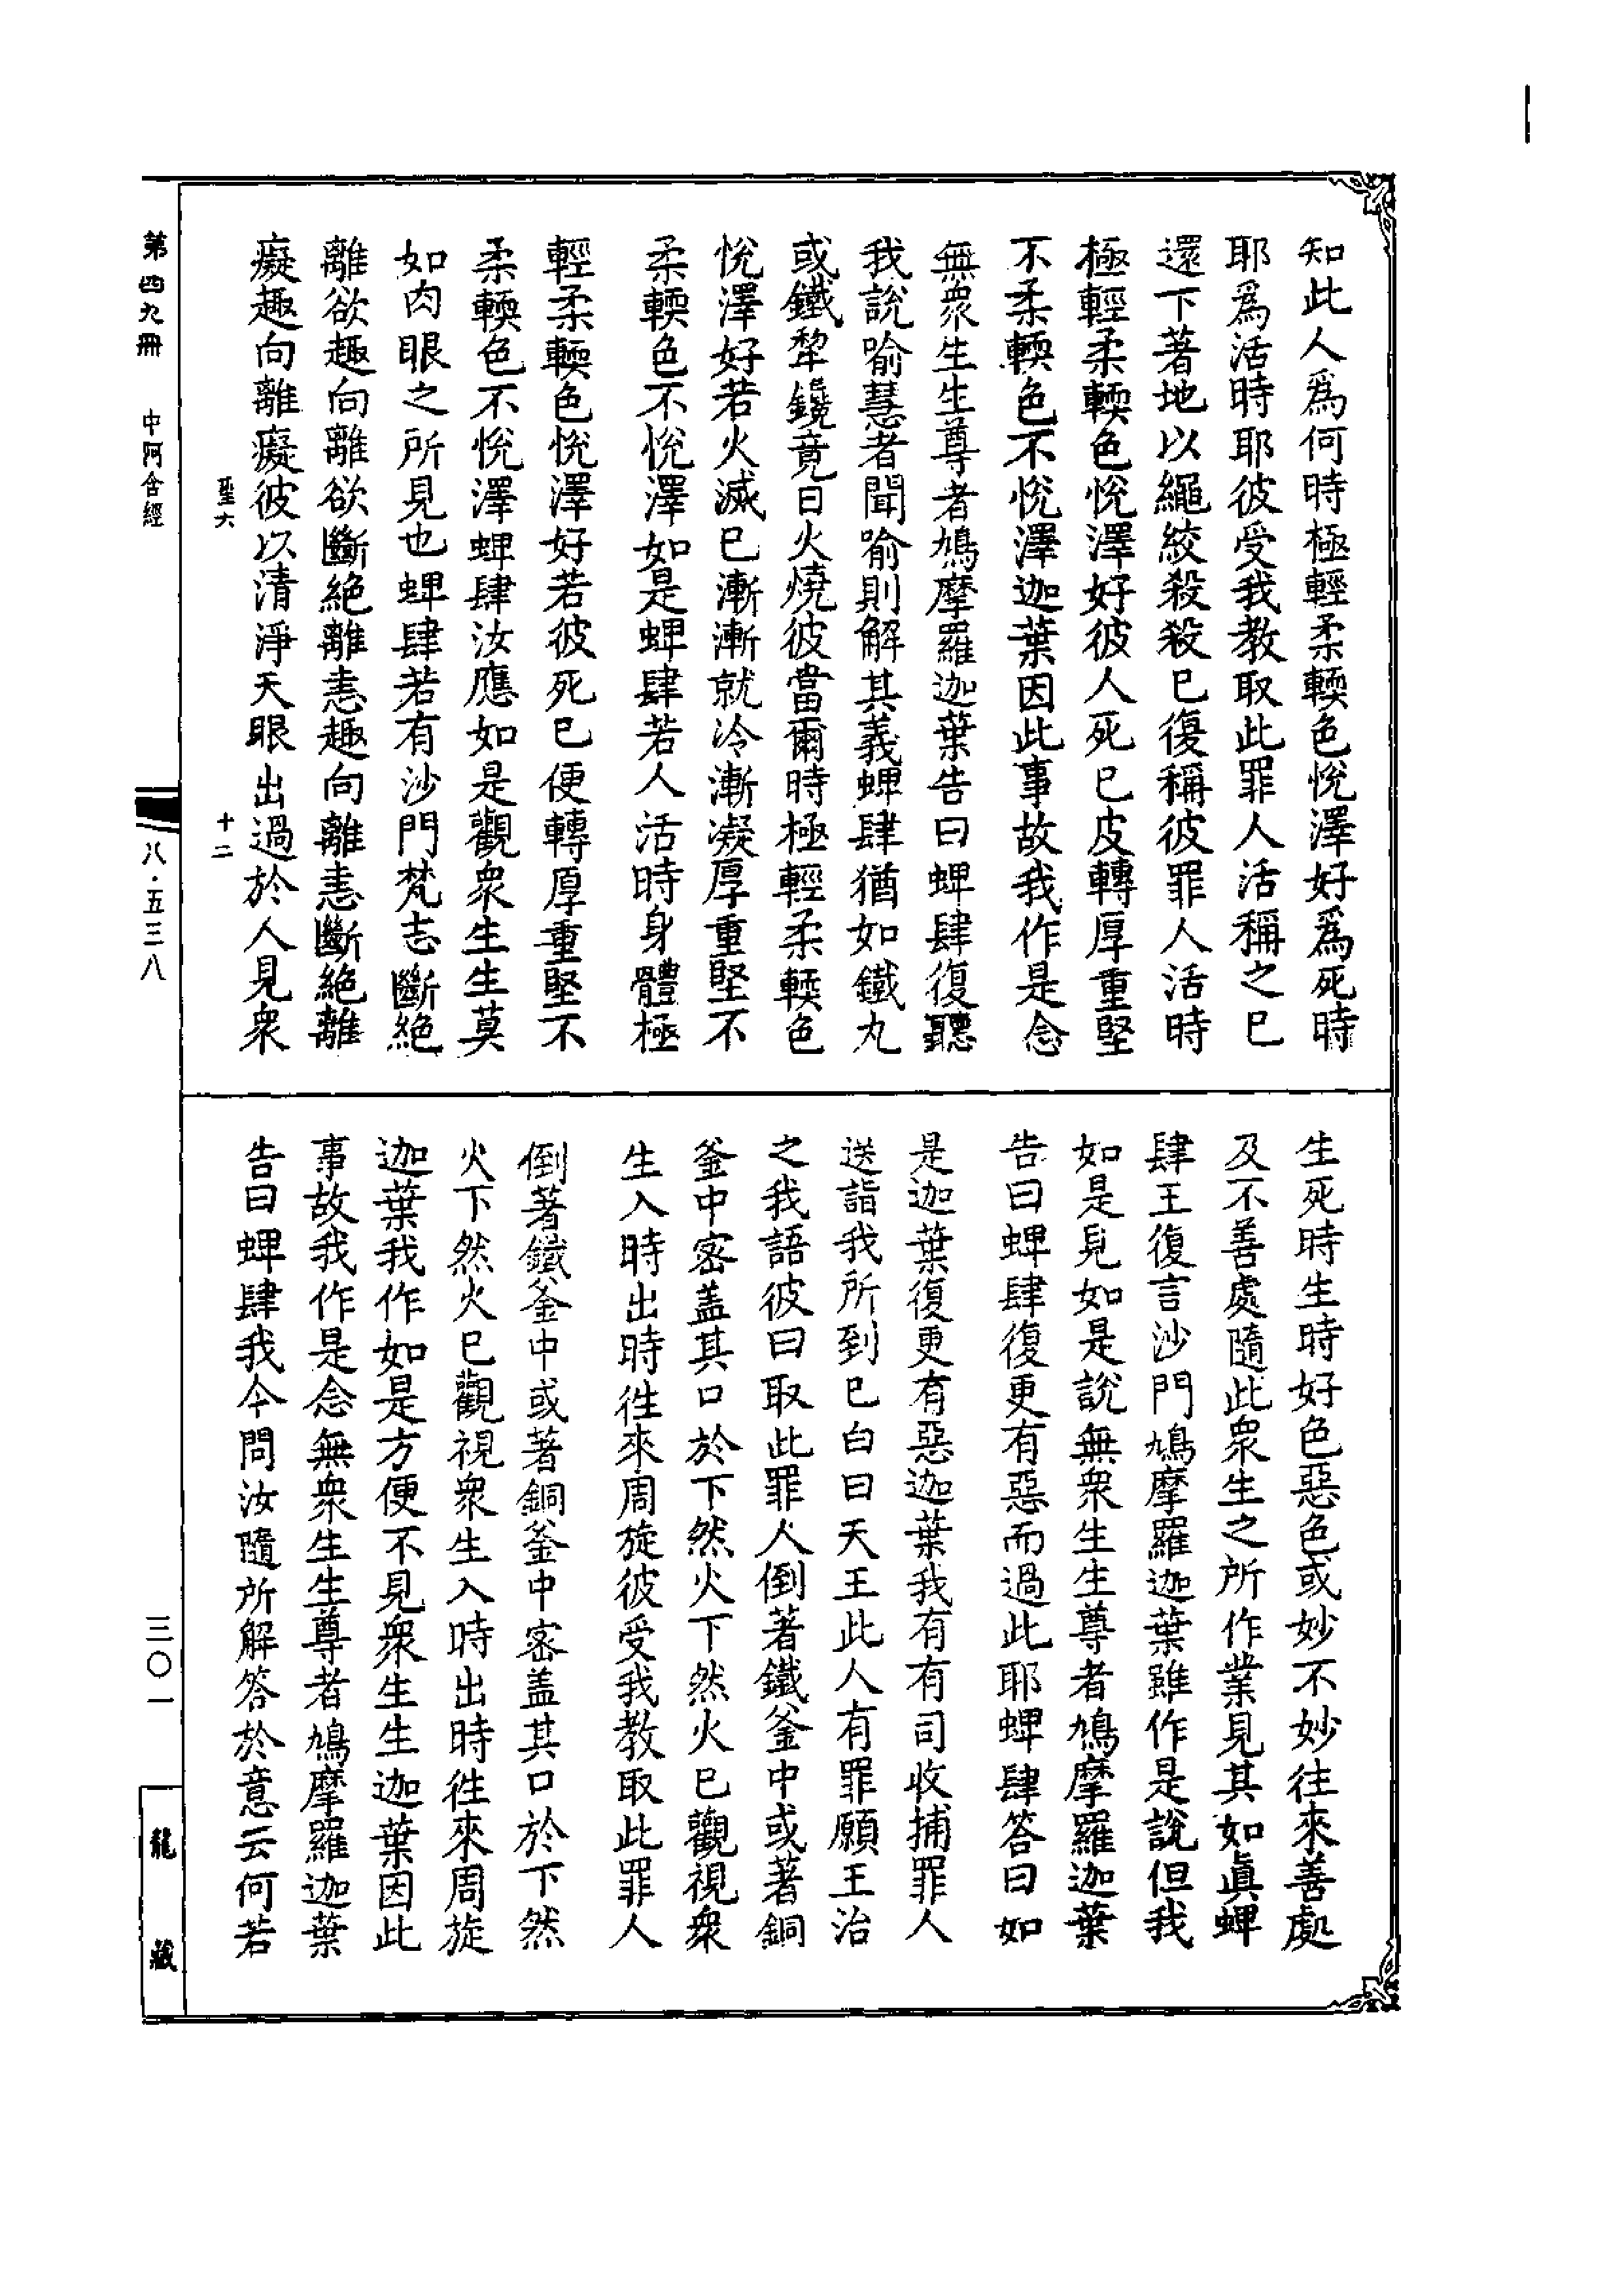 知此人爲何時極輕柔輭色悅澤好爲死時
耶爲活時耶彼受我教取此罪人活稱之已
還下著地以繩絞殺殺已復稱彼罪人活時
極輕柔輭色悅澤好彼人死已皮轉厚重堅
不柔輭色不悅澤迦葉因此事故我作是念
無衆生生尊者鳩摩羅迦葉告曰蜱肆復聽
我說喻慧者聞喻則解其義蜱肆猶如鐵丸
或鐵犂鑱竟日火燒彼當爾時極輕柔輭色
悅澤好若火滅已漸漸就冷漸凝厚重堅不
柔輭色不悅澤如是蜱肆若人活時身體極
輕柔輭色悅澤好若彼死已便轉厚重堅不
柔輭色不悅澤蜱肆汝應如是觀衆生生莫
如肉眼之所見也蜱肆若有沙門梵志斷絕
離欲趣向離欲斷絕離恚趣向離恚斷絕離
癡趣向離癡彼以清淨天眼出過於人見衆
聖六 十二
生死時生時好色惡色或妙不妙往來善處
及不善處隨此衆生之所作業見其如眞蜱
肆王復言沙門鳩摩羅迦葉雖作是說但我
如是見如是說無衆生生尊者鳩摩羅迦葉
告曰蜱肆復更有惡而過此耶蜱肆答曰如
是迦葉復更有惡迦葉我有有司收捕罪人
送詣我所到已白曰天王此人有罪願王治
之我語彼曰取此罪人倒著鐵釜中或著銅
釜中密蓋其口於下然火下然火已觀視衆
生入時出時徃來周旋彼受我教取此罪人
倒著鐵釜中或著銅釜中密蓋其口於下然
火下然火已觀視衆生入時出時徃來周旋
迦葉我作如是方便不見衆生生迦葉因此
事故我作是念無衆生生尊者鳩摩羅迦葉
告曰蜱肆我今問汝隨所解答於意云何若
第四九冊 中阿含經
八·五三八
三〇一
龍藏